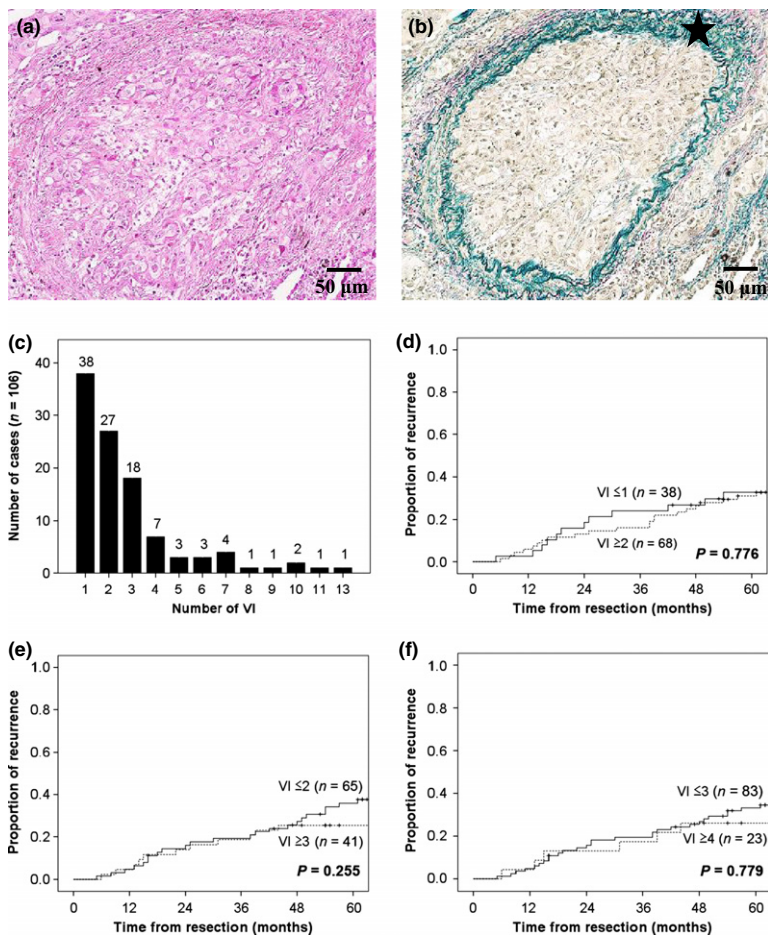 (a)
50 µm
(b)
50 µm
(c)
Number of cases (n = 106)
40
30
20
10
0
38
27
18
7
3
3
4
1
1
2
1
1
1 2 3 4 5 6 7 8 9 10 11 13
Number of VI
(d)
Proportion of recurrence
1.0
0.8
0.6
0.4
0.2
0.0
VI ≤1 (n = 38)
VI ≥2 (n = 68)
P = 0.776
0 12 24 36 48 60
Time from resection (months)
(e)
Proportion of recurrence
1.0
0.8
0.6
0.4
0.2
0.0
VI ≤2 (n = 65)
VI ≥3 (n = 41)
P = 0.255
0 12 24 36 48 60
Time from resection (months)
(f)
Proportion of recurrence
1.0
0.8
0.6
0.4
0.2
0.0
VI ≤3 (n = 83)
VI ≥4 (n = 23)
P = 0.779
0 12 24 36 48 60
Time from resection (months)